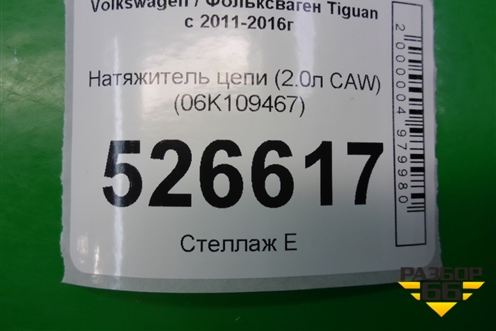 Volkswagen / Фольксваген Tiguan
с 2011-2016г
Натяжитель цепи (2.0л CAW)
(06K109467)
526617
Стеллаж Е
2000004979980
РАЗБОР
66